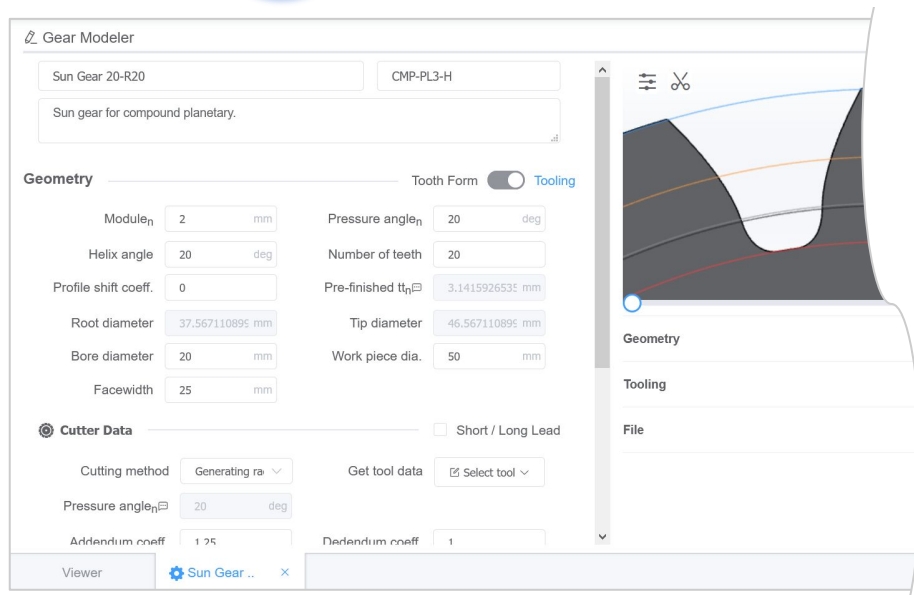 Gear Modeler
Sun Gear 20-R20
CMP-PL3-H
Sun gear for compound planetary.
Geometry
Tooth Form Tooling
Module n 2 mm
Pressure angle n 20 deg
Helix angle 20 deg
Number of teeth 20
Profile shift coeff. 0
Pre-finished tt n 3.1415926535 mm
Root diameter 37.567110899 mm
Tip diameter 46.567110899 mm
Bore diameter 20 mm
Work piece dia. 50 mm
Facewidth 25 mm
Cutter Data
Short / Long Lead
Cutting method Generating ra
Get tool data Select tool
Pressure angle n 20 deg
Addendum coeff 1.25
Dedendum coeff 1
Geometry
Tooling
File
Viewer
Sun Gear .. ×